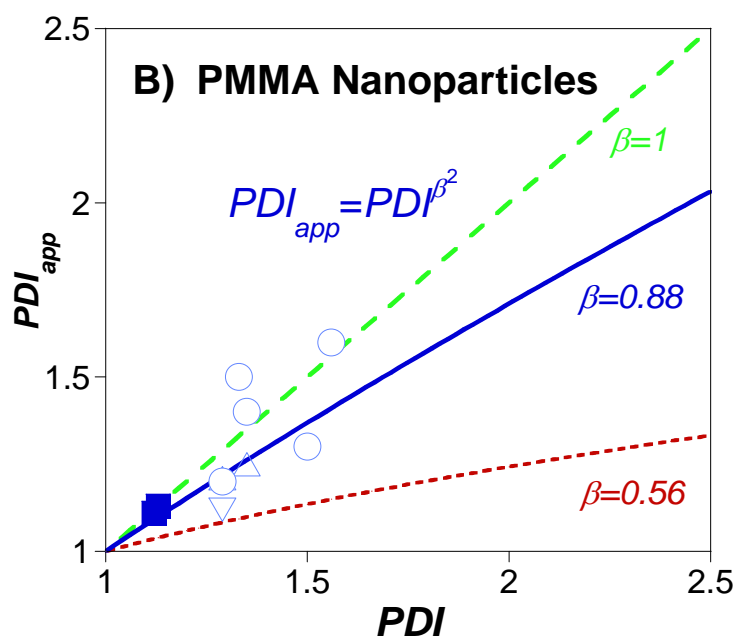 2.5
B) PMMA Nanoparticles
β=1
PDI_app=PDI^β²
2
β=0.88
PDI_app
1.5
β=0.56
1
1 1.5 2 2.5
PDI